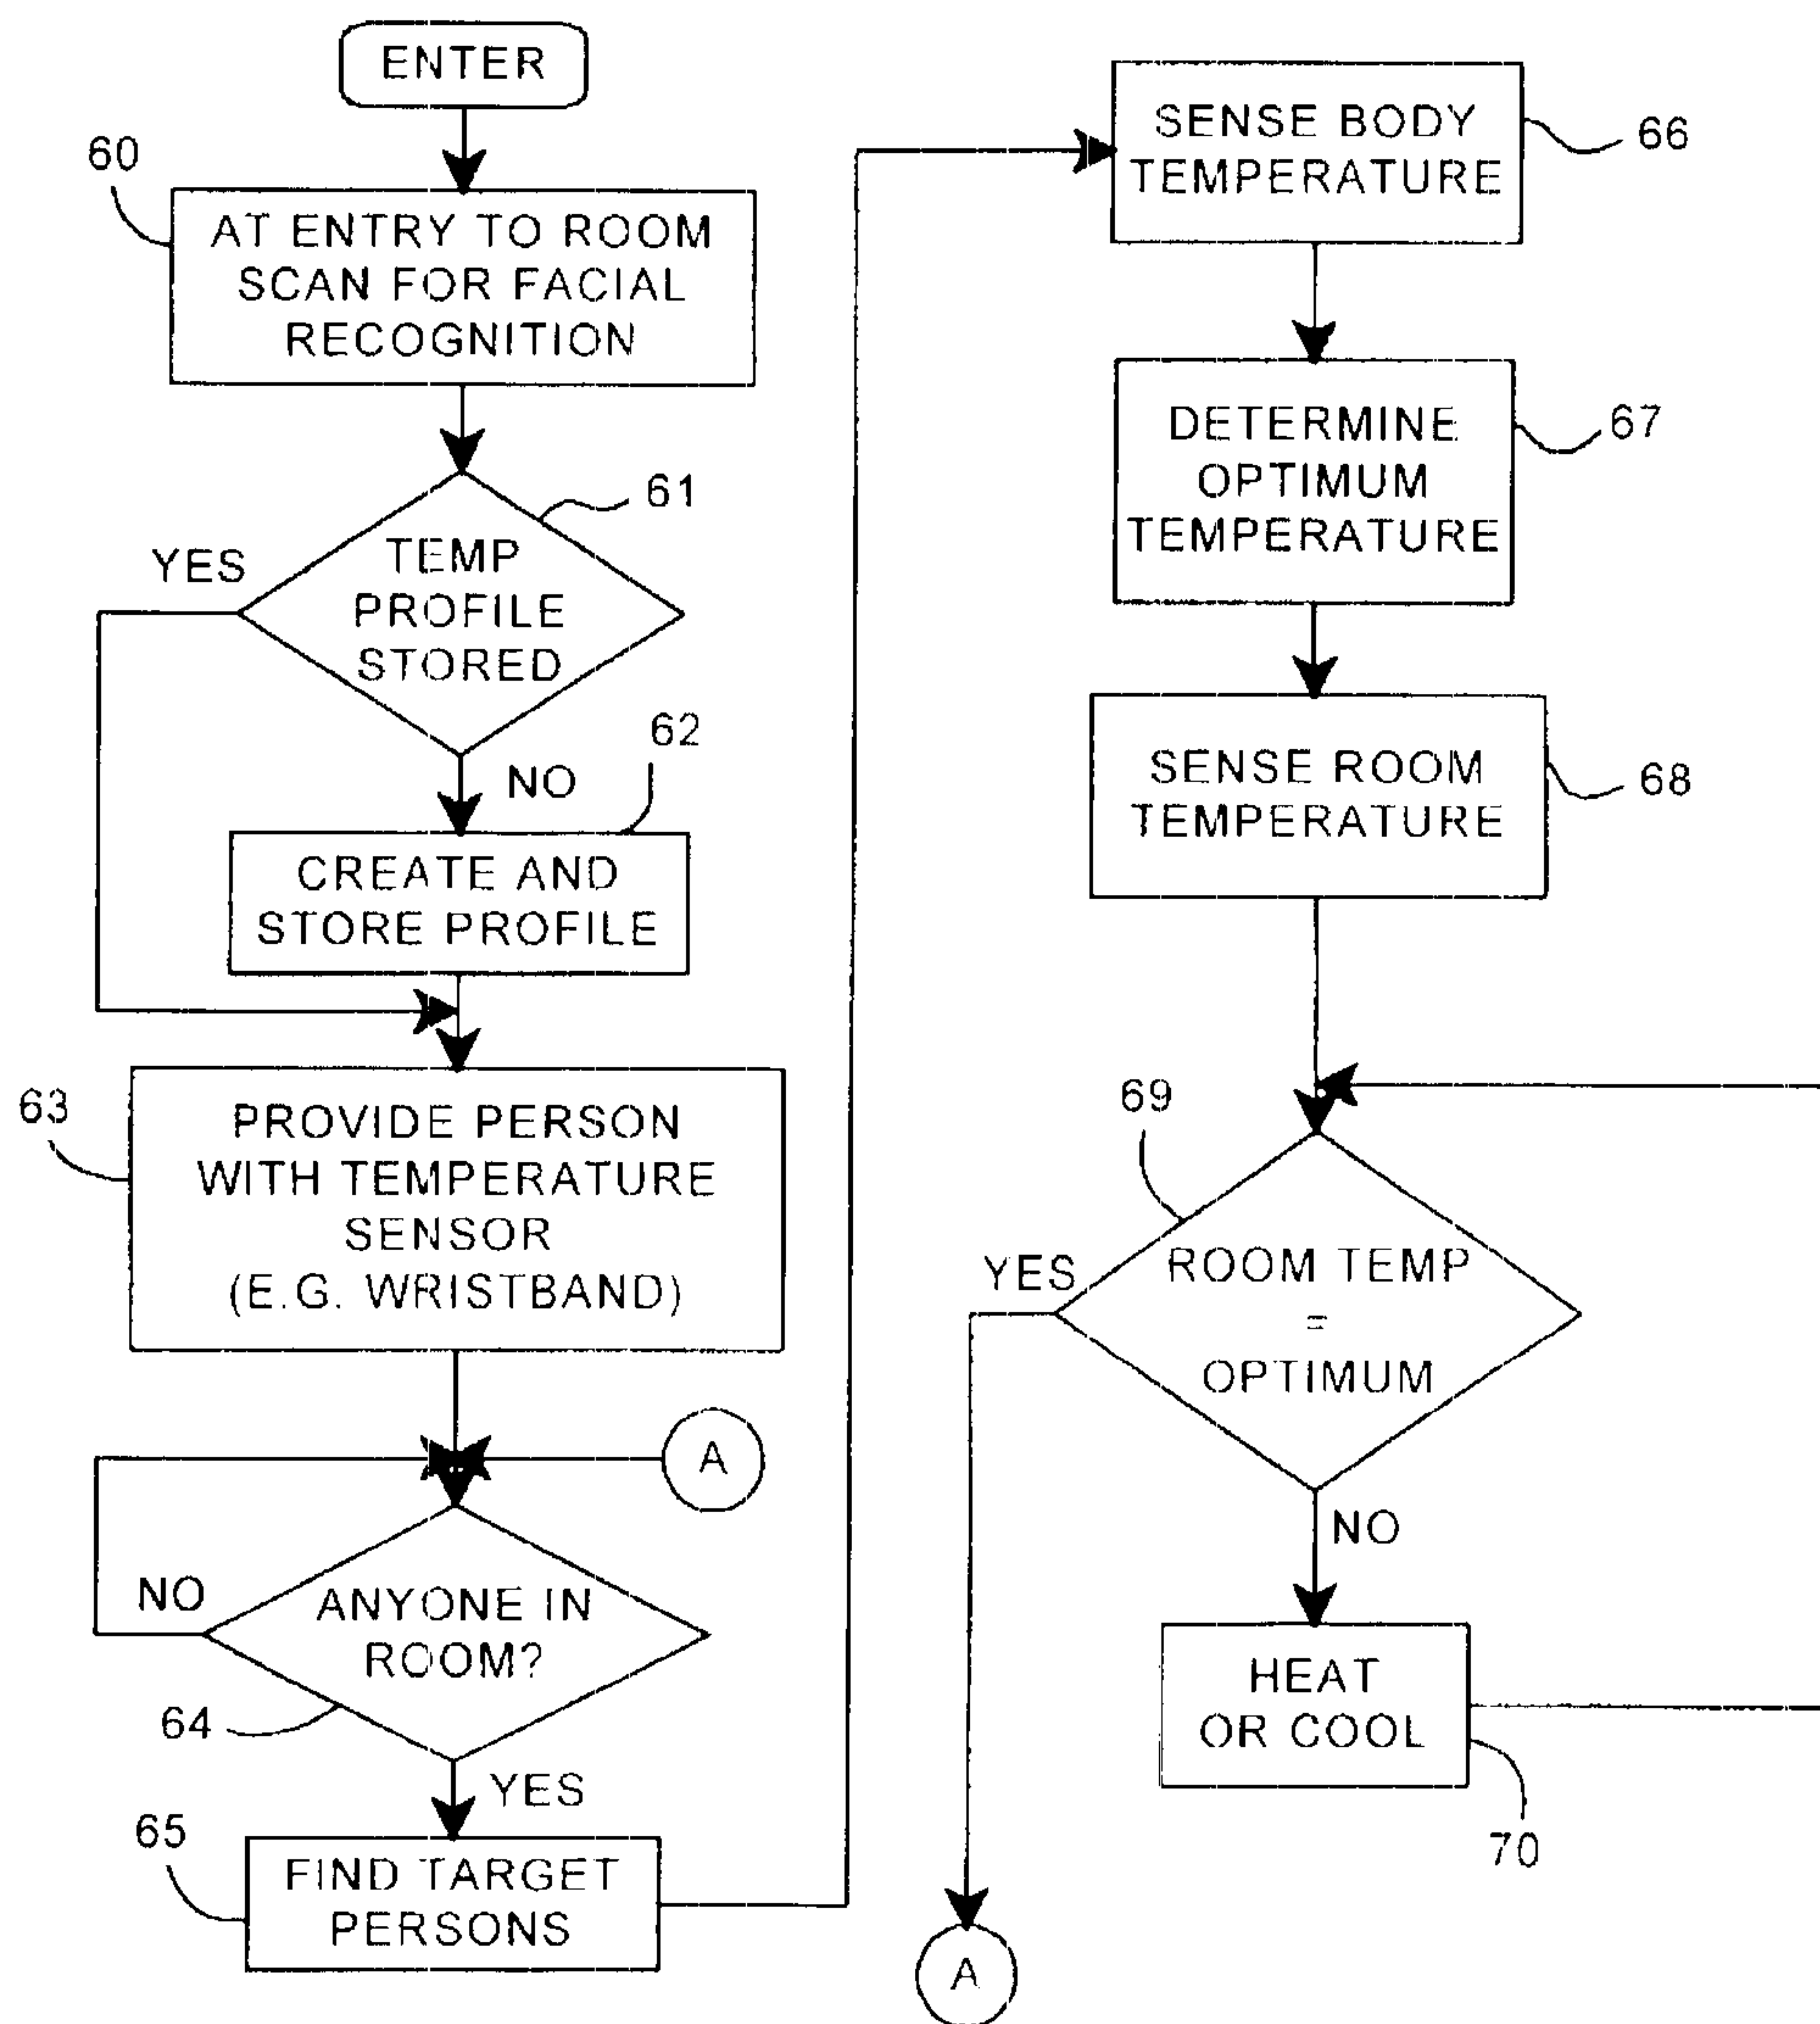 ENTER
60
AT ENTRY TO ROOM
SCAN FOR FACIAL
RECOGNITION
61
YES
TEMP
PROFILE
STORED
62
NO
CREATE AND
STORE PROFILE
63
PROVIDE PERSON
WITH TEMPERATURE
SENSOR
(E.G. WRISTBAND)
A
NO
ANYONE IN
ROOM?
64
YES
65
FIND TARGET
PERSONS
SENSE BODY
TEMPERATURE
66
DETERMINE
OPTIMUM
TEMPERATURE
67
SENSE ROOM
TEMPERATURE
68
69
YES
ROOM TEMP
=
OPTIMUM
NO
HEAT
OR COOL
70
A